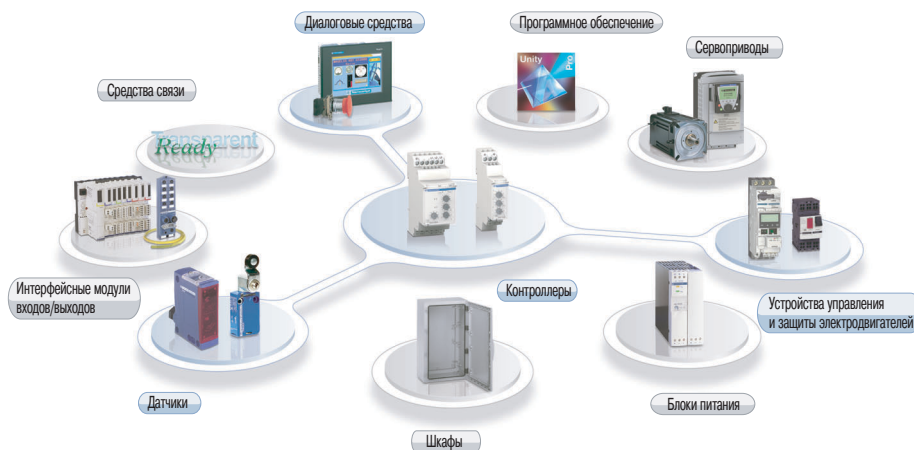 Диалоговые средства
Программное обеспечение
Сервоприводы
Средства связи
Unity
Pro
Transparent
Ready
Интерфейсные модули
входов/выходов
Контроллеры
Устройства управления
и защиты электродвигателей
Датчики
Блоки питания
Шкафы